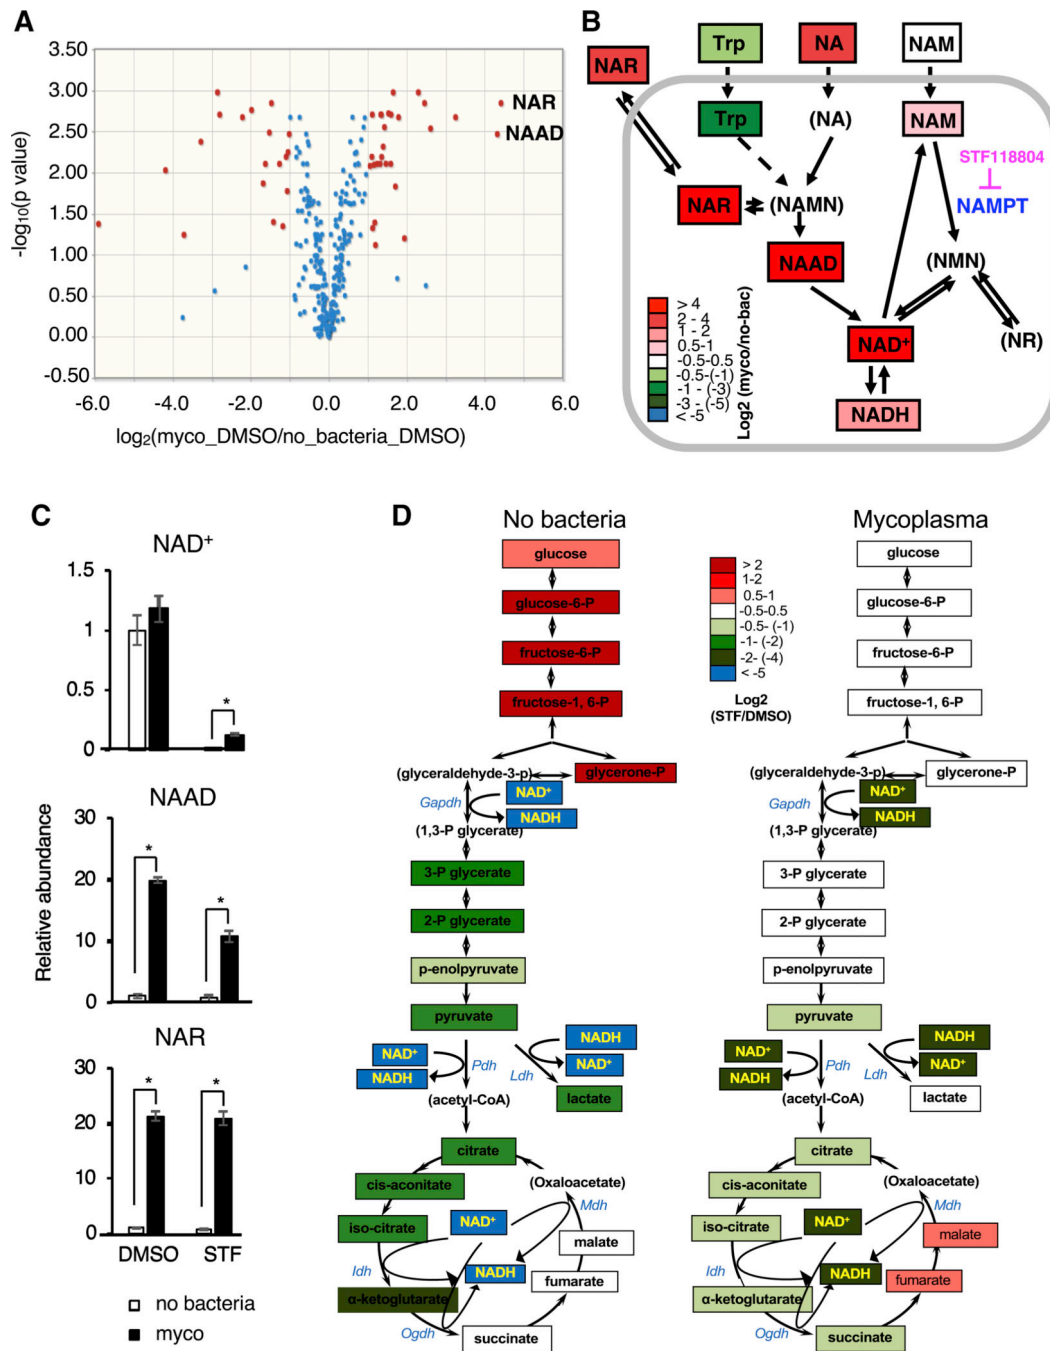 A
3.50
3.00
2.50
2.00
1.50
1.00
0.50
0.00
-0.50
-log10(p value)
NAR
NAAD
-6.0 -4.0 -2.0 0.0 2.0 4.0 6.0
log2(myco_DMSO/no_bacteria_DMSO)
B
NAR Trp NA NAM
Trp (NA) NAM
STF118804
NAMPT
NAR (NAMN)
NAAD (NMN)
NAD+ (NR)
NADH
> 4
2 - 4
1 - 2
0.5-1
-0.5-0.5
-0.5-(-1)
-1 - (-3)
-3 - (-5)
< -5
Log2 (myco/no-bac)
C
NAD+
1.5
1
0.5
0
*
NAAD
30
20
10
0
* *
NAR
30
20
10
0
* *
Relative abundance
DMSO STF
no bacteria
myco
D
No bacteria
glucose
glucose-6-P
fructose-6-P
fructose-1, 6-P
(glyceraldehyde-3-p) glycerone-P
Gapdh NAD+
NADH
(1,3-P glycerate)
3-P glycerate
2-P glycerate
p-enolpyruvate
pyruvate
NAD+ NADH
NADH Pdh Ldh NAD+
(acetyl-CoA) lactate
citrate
cis-aconitate (Oxaloacetate)
iso-citrate NAD+ Mdh
malate
Idh NADH fumarate
α-ketoglutarate
Ogdh succinate
> 2
1-2
0.5-1
-0.5-0.5
-0.5- (-1)
-1- (-2)
-2- (-4)
< -5
Log2
(STF/DMSO)
Mycoplasma
glucose
glucose-6-P
fructose-6-P
fructose-1, 6-P
(glyceraldehyde-3-p) glycerone-P
Gapdh NAD+
NADH
(1,3-P glycerate)
3-P glycerate
2-P glycerate
p-enolpyruvate
pyruvate
NAD+ NADH
NADH Pdh Ldh NAD+
(acetyl-CoA) lactate
citrate
cis-aconitate (Oxaloacetate)
iso-citrate NAD+ Mdh
malate
Idh NADH fumarate
α-ketoglutarate
Ogdh succinate